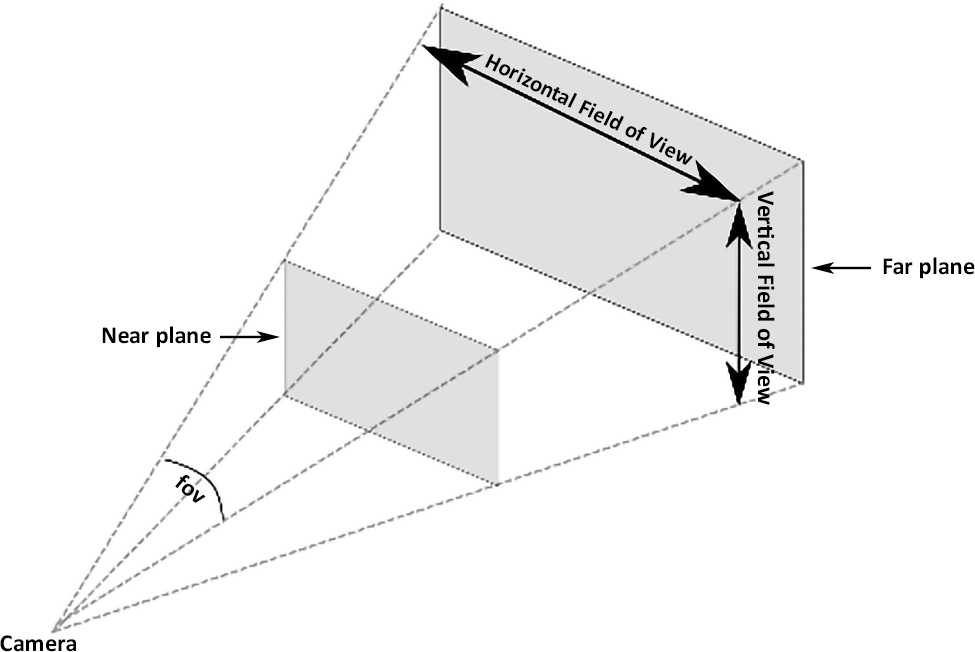 Horizontal Field of View
Vertical Field of View
Far plane
Near plane
fov
Camera